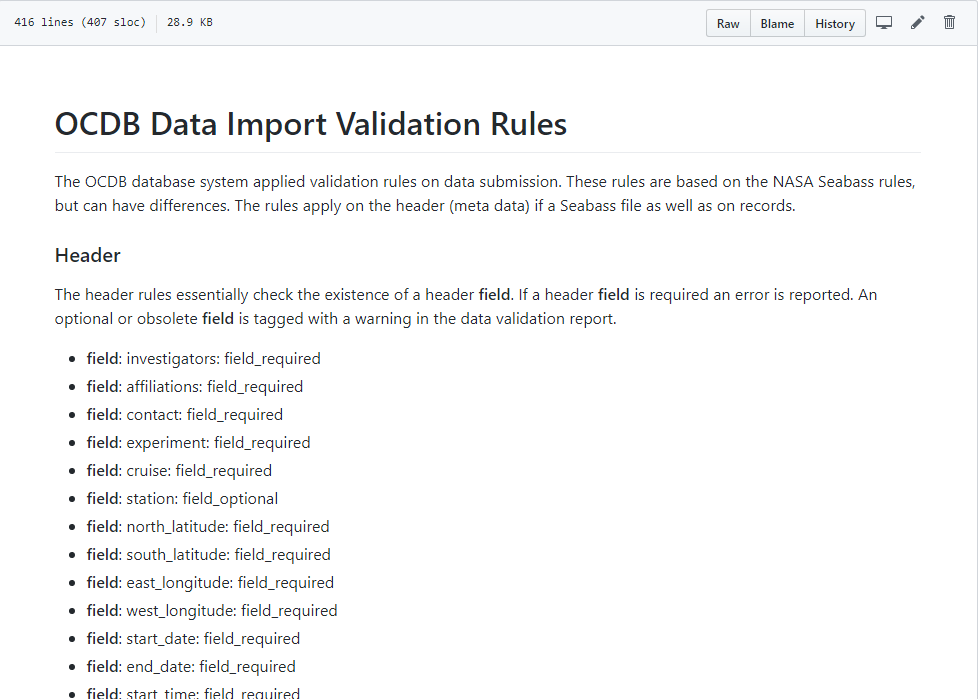 416 lines (407 sloc) 28.9 KB Raw Blame History
OCDB Data Import Validation Rules
The OCDB database system applied validation rules on data submission. These rules are based on the NASA Seabass rules,
but can have differences. The rules apply on the header (meta data) if a Seabass file as well as on records.
Header
The header rules essentially check the existence of a header field. If a header field is required an error is reported. An
optional or obsolete field is tagged with a warning in the data validation report.
• field: investigators: field_required
• field: affiliations: field_required
• field: contact: field_required
• field: experiment: field_required
• field: cruise: field_required
• field: station: field_optional
• field: north_latitude: field_required
• field: south_latitude: field_required
• field: east_longitude: field_required
• field: west_longitude: field_required
• field: start_date: field_required
• field: end_date: field_required
• field: start_time: field_required